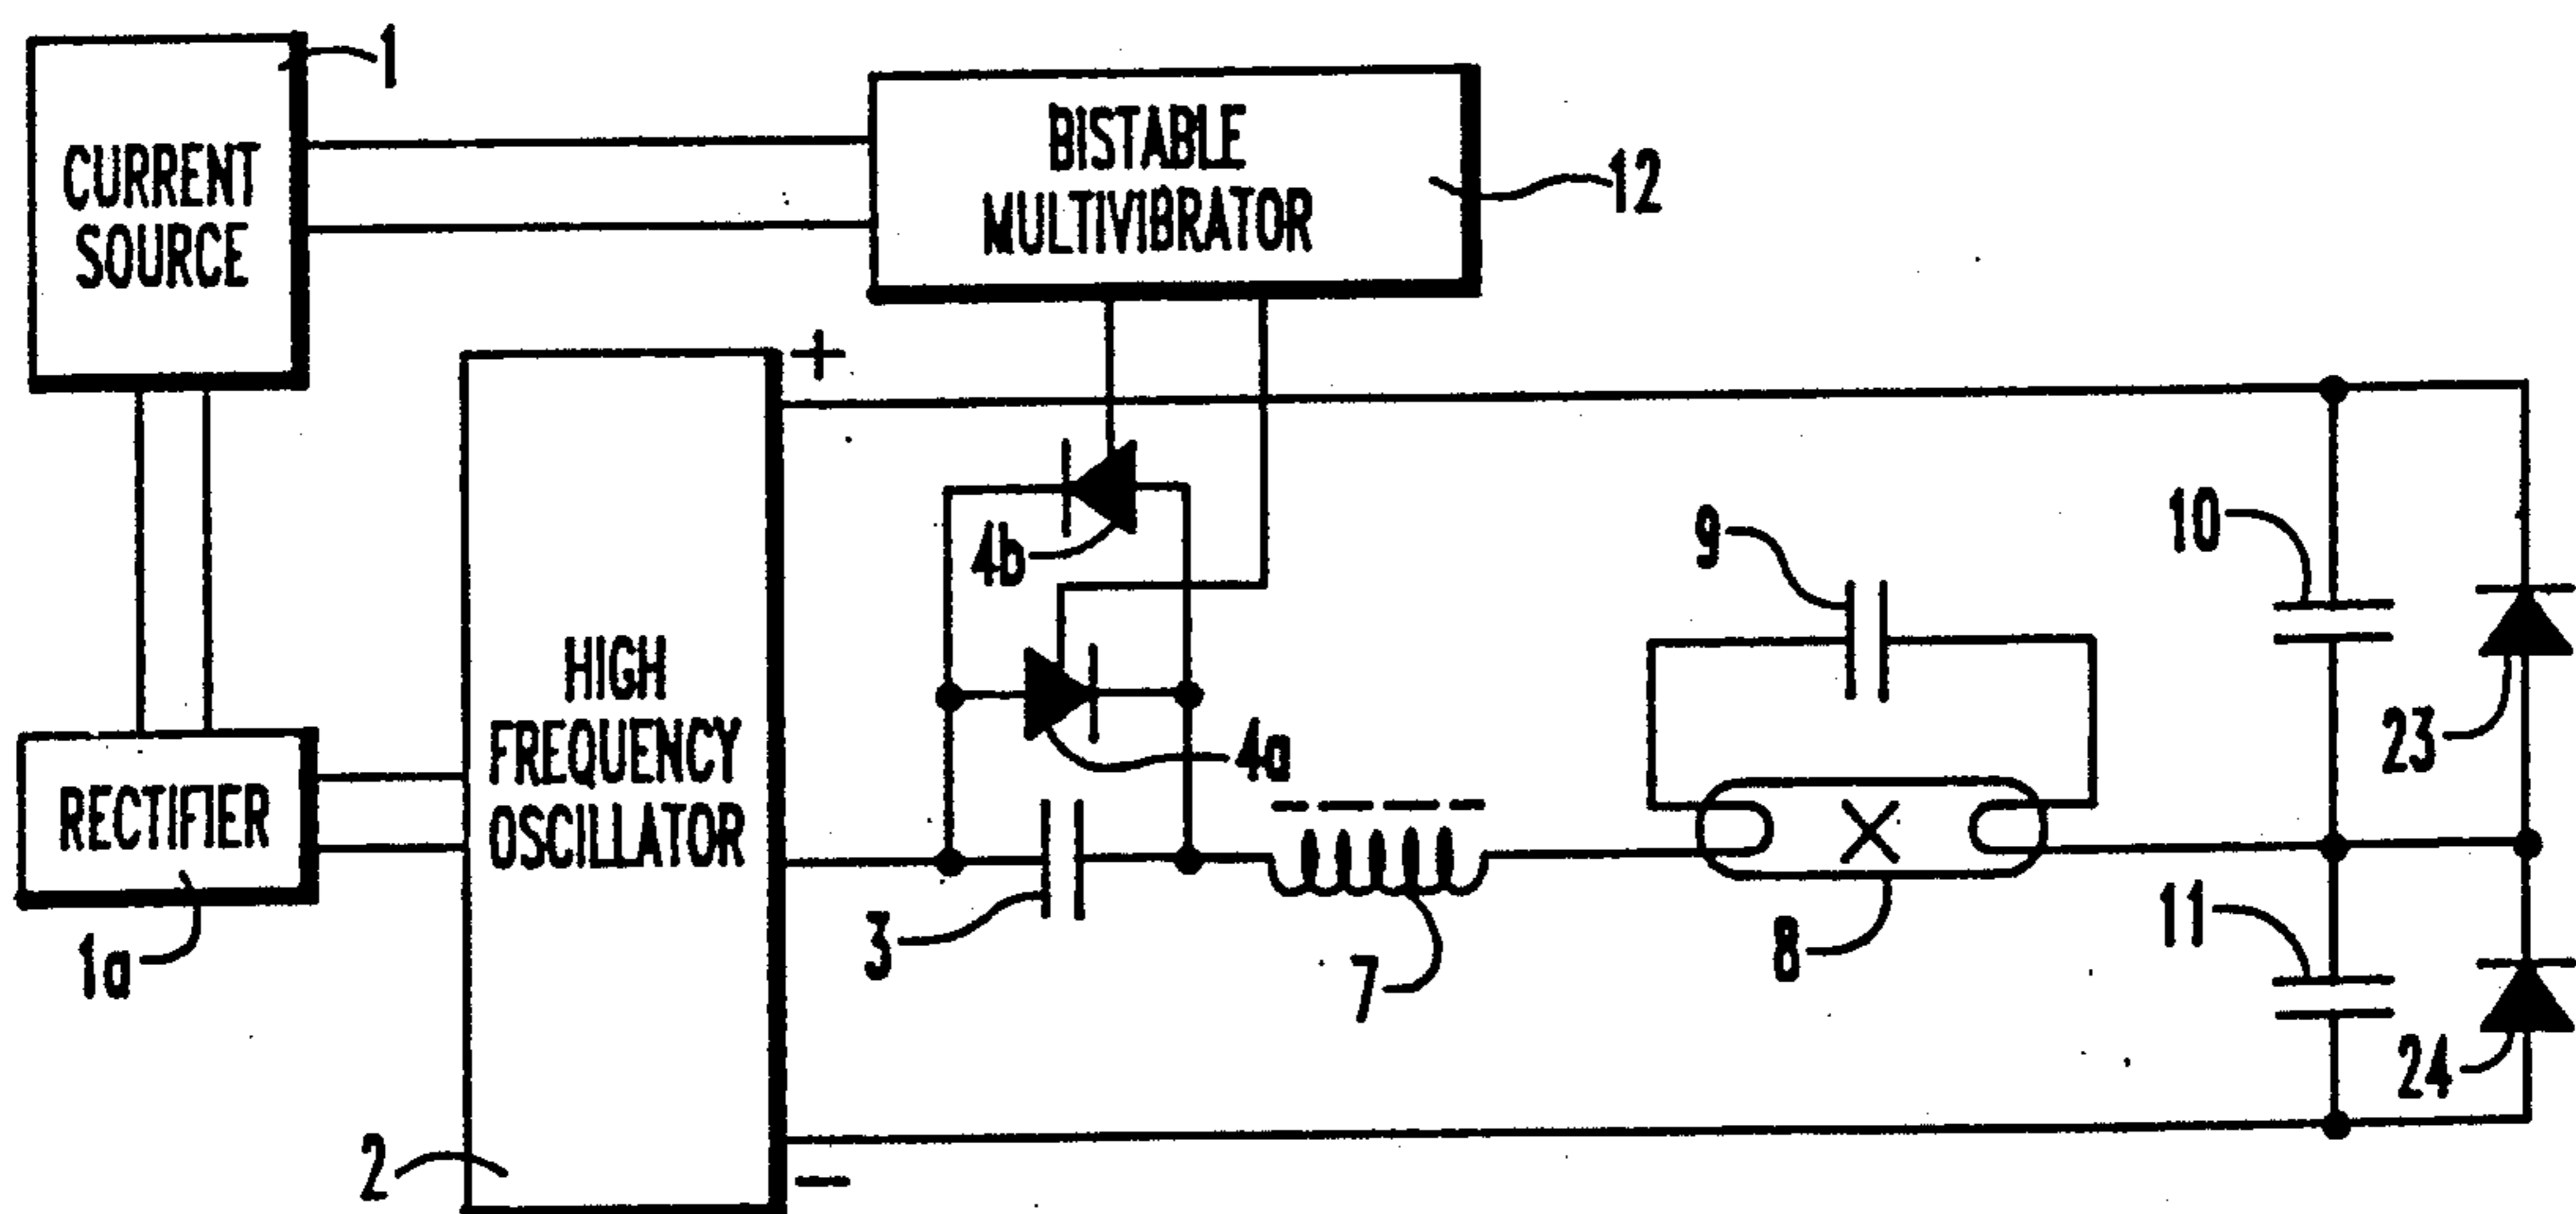 1
CURRENT
SOURCE
BISTABLE
MULTIVIBRATOR
12
+
4b
9
10
HIGH
FREQUENCY
OSCILLATOR
4a
23
RECTIFIER
1a
3
7
8
11
24
2
−